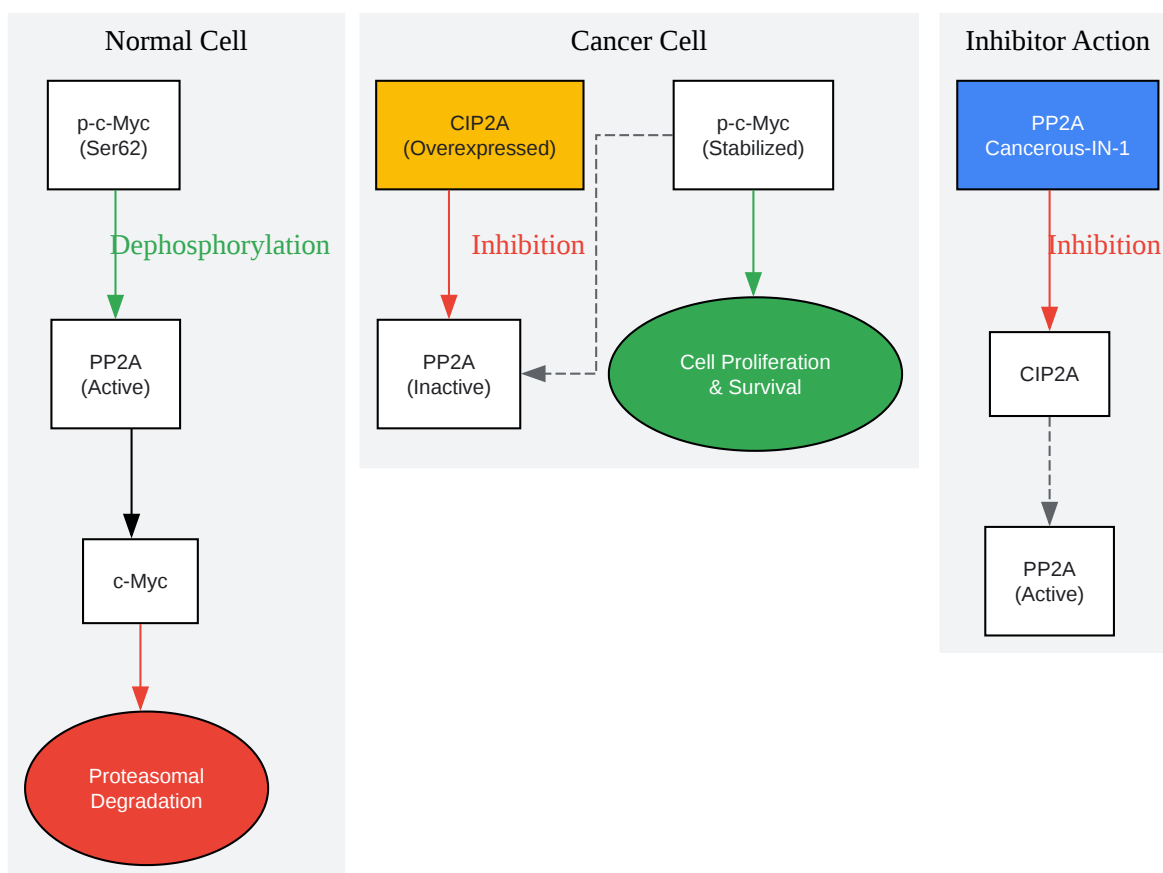 Normal Cell
p-c-Myc
(Ser62)
Dephosphorylation
PP2A
(Active)
c-Myc
Proteasomal
Degradation
Cancer Cell
CIP2A
(Overexpressed)
p-c-Myc
(Stabilized)
Inhibition
PP2A
(Inactive)
Cell Proliferation
& Survival
Inhibitor Action
PP2A
Cancerous-IN-1
Inhibition
CIP2A
PP2A
(Active)